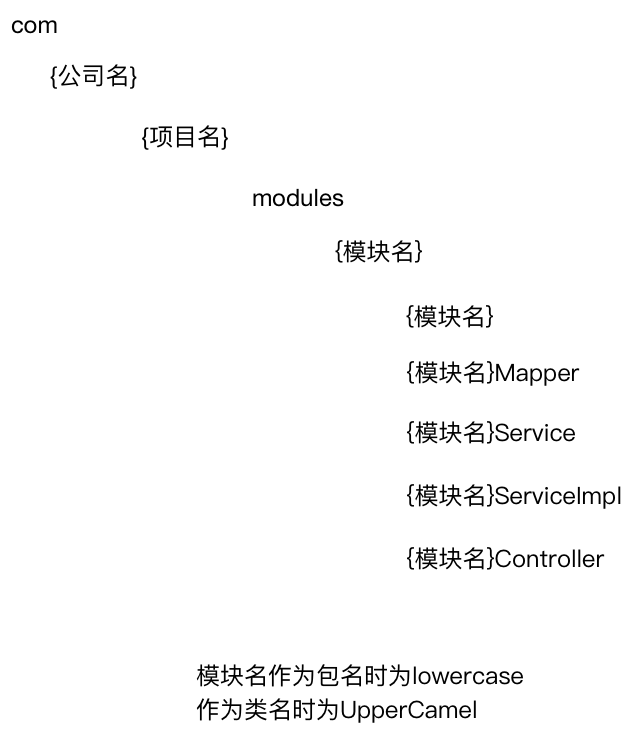 com
{公司名}
{项目名}
modules
{模块名}
{模块名}
{模块名}Mapper
{模块名}Service
{模块名}ServiceImpl
{模块名}Controller
模块名作为包名时为lowercase
作为类名时为UpperCamel